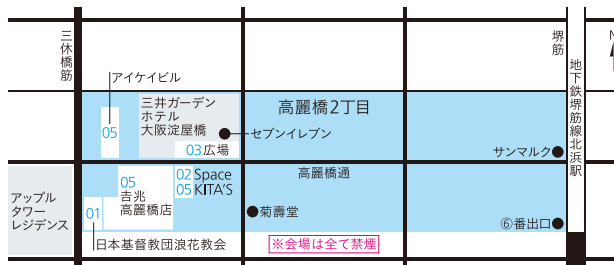 三休橋筋
堺筋
N
地下鉄堺筋線北浜駅
アイケイビル
三井ガーデン
ホテル
大阪淀屋橋
高麗橋2丁目
05
セブンイレブン
03広場
サンマルク
02 Space
05 KITA'S
高麗橋通
05
吉兆
高麗橋店
アップル
タワー
レジデンス
01
菊壽堂
⑥番出口
日本基督教団浪花教会
※会場は全て禁煙